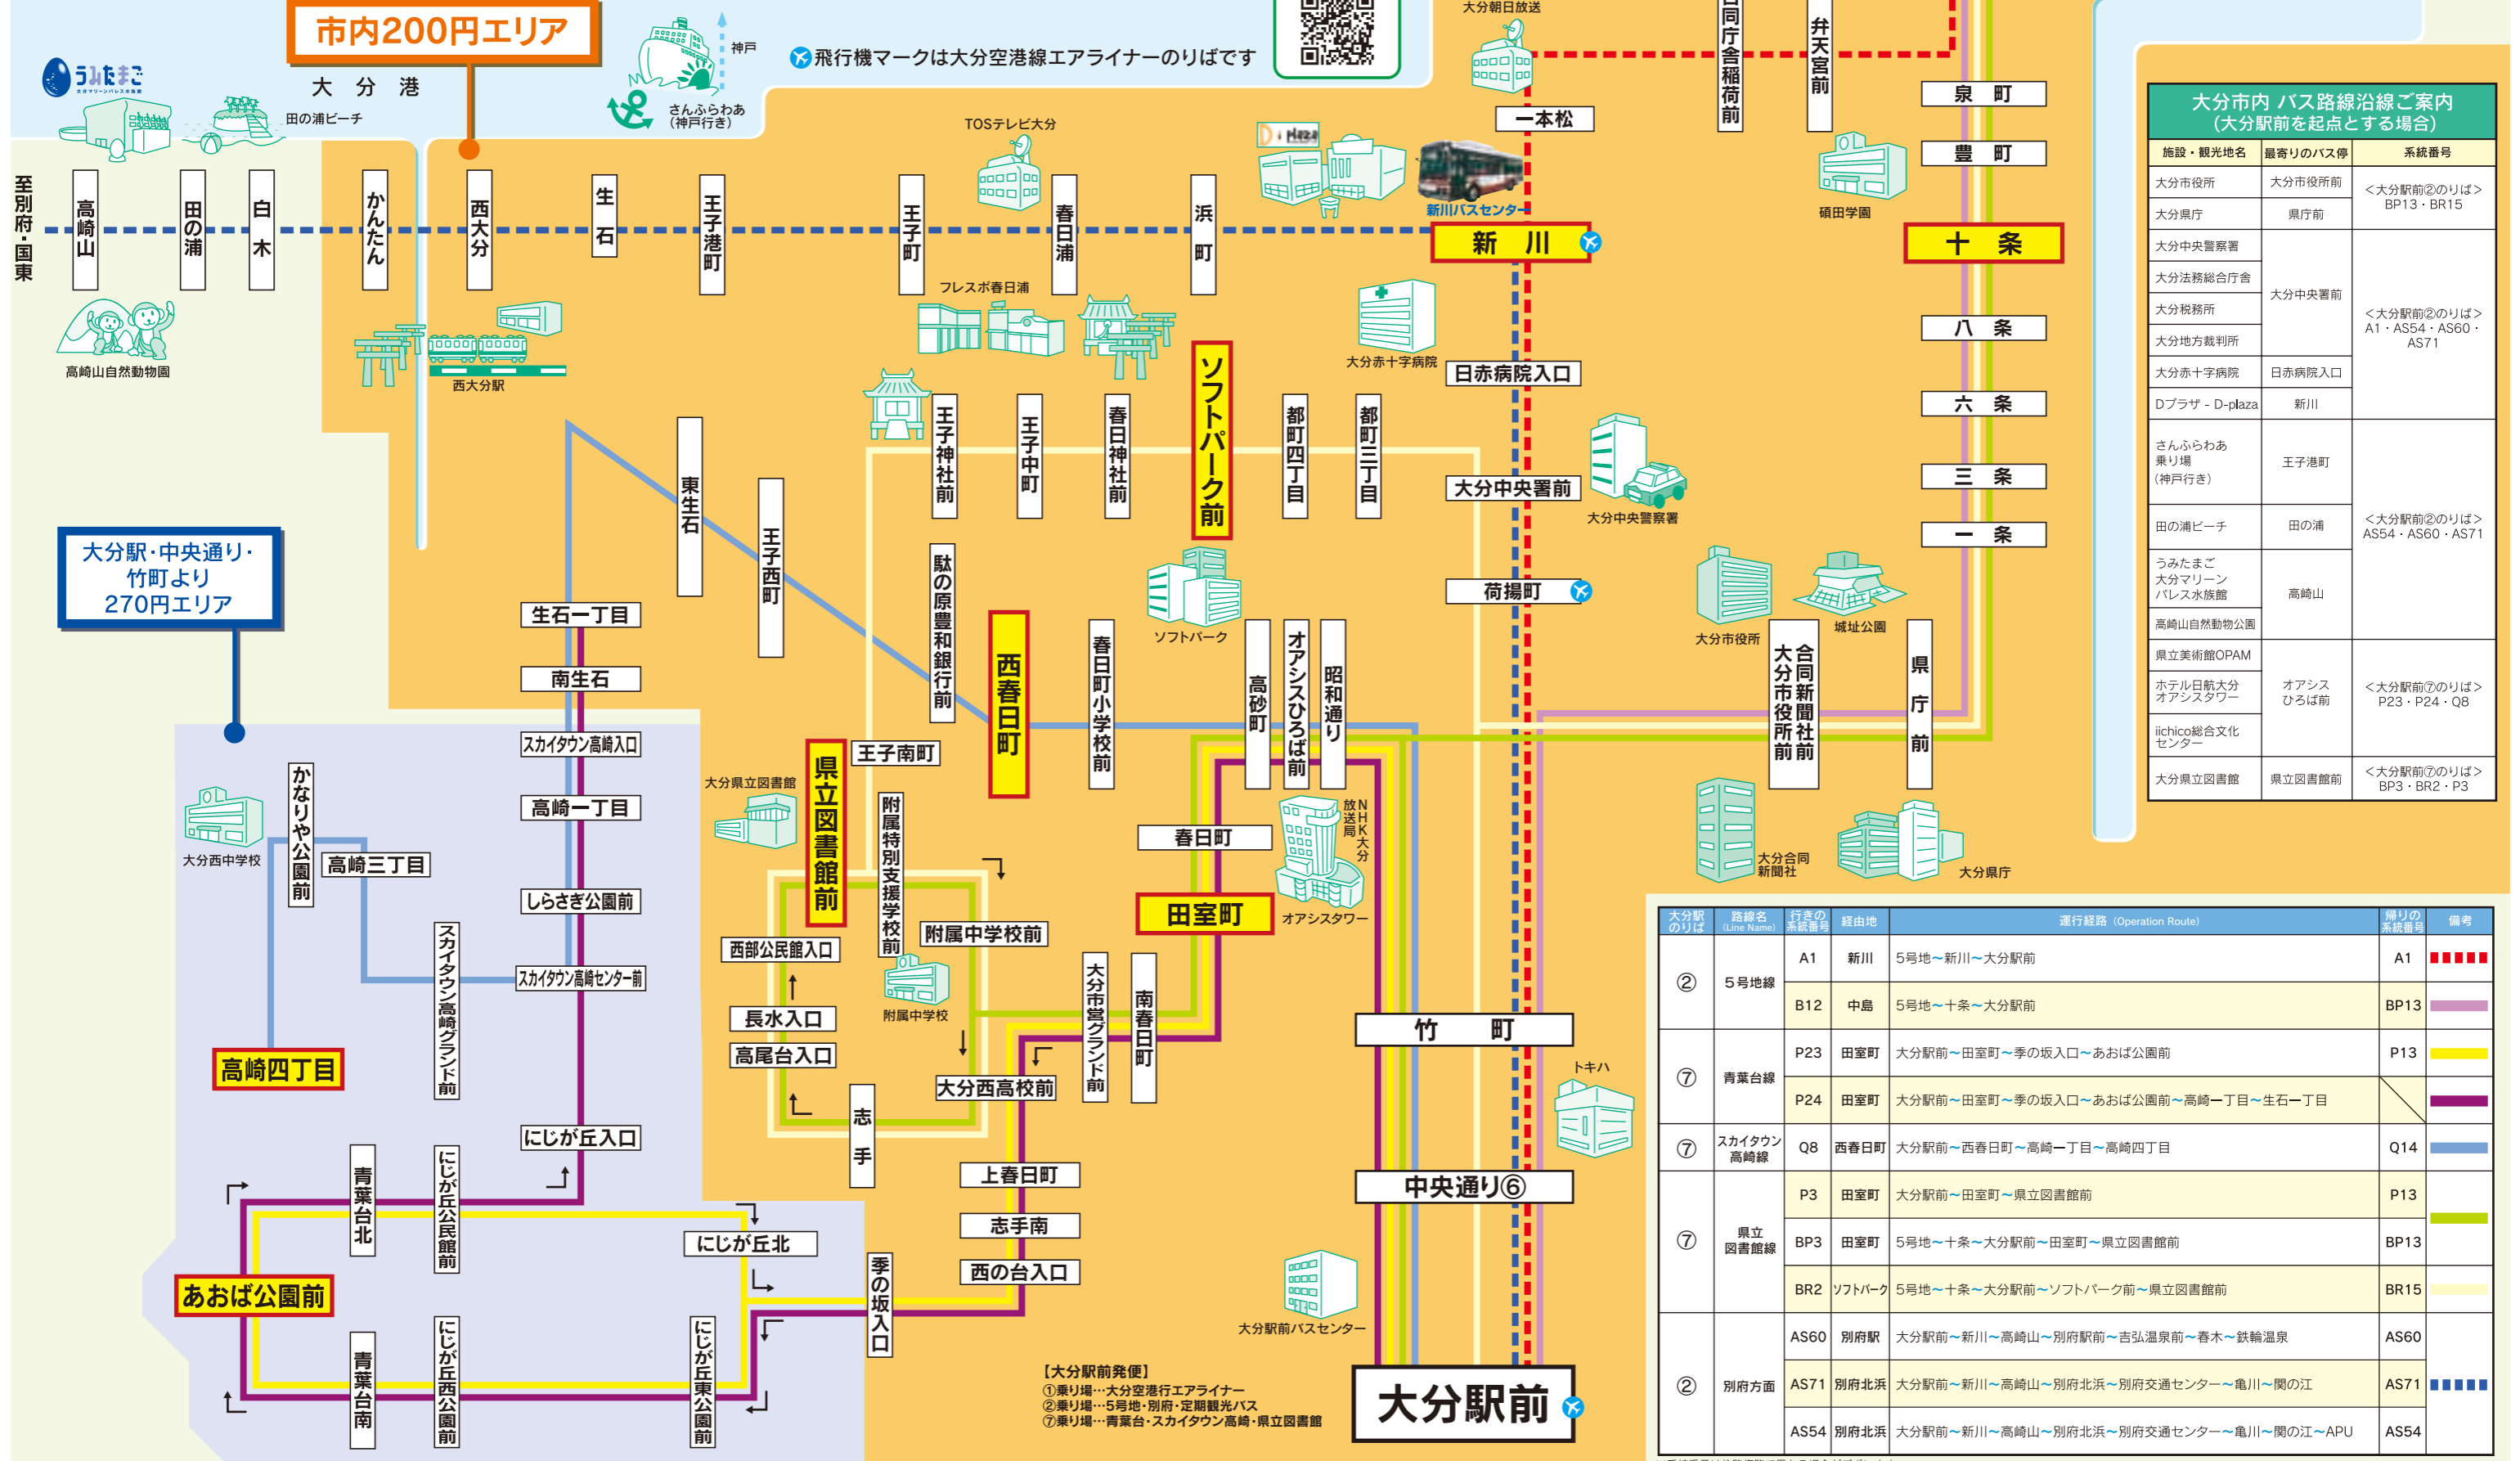 市内200円エリア
大分港
うみたまご
大分マリーンパレス水族館
田の浦ビーチ
神戸
さんふらわあ
(神戸行き)
飛行機マークは大分空港線エアライナーのりばです
大分朝日放送
合同庁舎稲荷前
弁天宮前
泉町
豊町
一本松
TOSテレビ大分
新川バスセンター
碩田学園
至別府・国東
高崎山
田の浦
白木
かんたん
西大分
生石
王子港町
王子町
春日浦
浜町
新川
十条
高崎山自然動物園
西大分駅
フレスポ春日浦
大分赤十字病院
日赤病院入口
八条
六条
三条
一条
大分中央署前
大分中央警察署
荷揚町
王子神社前
王子中町
春日神社前
ソフトパーク前
都町四丁目
都町三丁目
東生石
王子西町
駄の原豊和銀行前
西春日町
春日町小学校前
ソフトパーク
高砂町
オアシスひろば前
昭和通り
大分市役所
城址公園
合同新聞社前
大分市役所前
県庁前
大分駅・中央通り・
竹町より
270円エリア
生石一丁目
南生石
スカイタウン高崎入口
高崎一丁目
しらさぎ公園前
スカイタウン高崎センター前
にじが丘入口
かなりや公園前
高崎三丁目
大分西中学校
スカイタウン高崎グランド前
高崎四丁目
大分県立図書館
県立図書館前
王子南町
附属特別支援学校前
附属中学校前
西部公民館入口
長水入口
高尾台入口
附属中学校
志手
大分西高校前
大分市営グランド前
南春日町
春日町
田室町
NHK大分
放送局
オアシスタワー
大分合同
新聞社
大分県庁
竹町
トキハ
中央通り⑥
上春日町
志手南
西の台入口
季の坂入口
にじが丘北
青葉台北
にじが丘公民館前
あおば公園前
青葉台南
にじが丘西公園前
にじが丘東公園前
大分駅前バスセンター
大分駅前
【大分駅前発便】
①乗り場…大分空港行エアライナー
②乗り場…5号地・別府・定期観光バス
⑦乗り場…青葉台・スカイタウン高崎・県立図書館
大分市内 バス路線沿線ご案内
(大分駅前を起点とする場合)
施設・観光地名 最寄りのバス停 系統番号
大分市役所 大分市役所前 <大分駅前②のりば>
BP13・BR15
大分県庁 県庁前
大分中央警察署 大分中央署前
大分法務総合庁舎
大分税務所
大分地方裁判所
<大分駅前②のりば>
A1・AS54・AS60・
AS71
大分赤十字病院 日赤病院入口
Dプラザ - D-plaza 新川
さんふらわあ
乗り場
(神戸行き) 王子港町
田の浦ビーチ 田の浦
<大分駅前②のりば>
AS54・AS60・AS71
うみたまご
大分マリーン
パレス水族館
高崎山
高崎山自然動物公園
県立美術館OPAM
ホテル日航大分
オアシスタワー
オアシス
ひろば前
<大分駅前⑦のりば>
P23・P24・Q8
iichico総合文化
センター
大分県立図書館 県立図書館前 <大分駅前⑦のりば>
BP3・BR2・P3
大分駅のりば 路線名(Line Name) 行きの系統番号 経由地 運行経路 (Operation Route) 帰りの系統番号 備考
② 5号地線 A1 新川 5号地~新川~大分駅前 A1
B12 中島 5号地~十条~大分駅前 BP13
⑦ 青葉台線 P23 田室町 大分駅前~田室町~季の坂入口~あおば公園前 P13
P24 田室町 大分駅前~田室町~季の坂入口~あおば公園前~高崎一丁目~生石一丁目
⑦ スカイタウン高崎線 Q8 西春日町 大分駅前~西春日町~高崎一丁目~高崎四丁目 Q14
⑦ 県立図書館線 P3 田室町 大分駅前~田室町~県立図書館前 P13
BP3 田室町 5号地~十条~大分駅前~田室町~県立図書館前 BP13
BR2 ソフトパーク 5号地~十条~大分駅前~ソフトパーク前~県立図書館前 BR15
② 別府方面 AS60 別府駅 大分駅前~新川~高崎山~別府駅前~吉弘温泉前~春木~鉄輪温泉 AS60
AS71 別府北浜 大分駅前~新川~高崎山~別府北浜~別府交通センター~亀川~関の江 AS71
AS54 別府北浜 大分駅前~新川~高崎山~別府北浜~別府交通センター~亀川~関の江~APU AS54